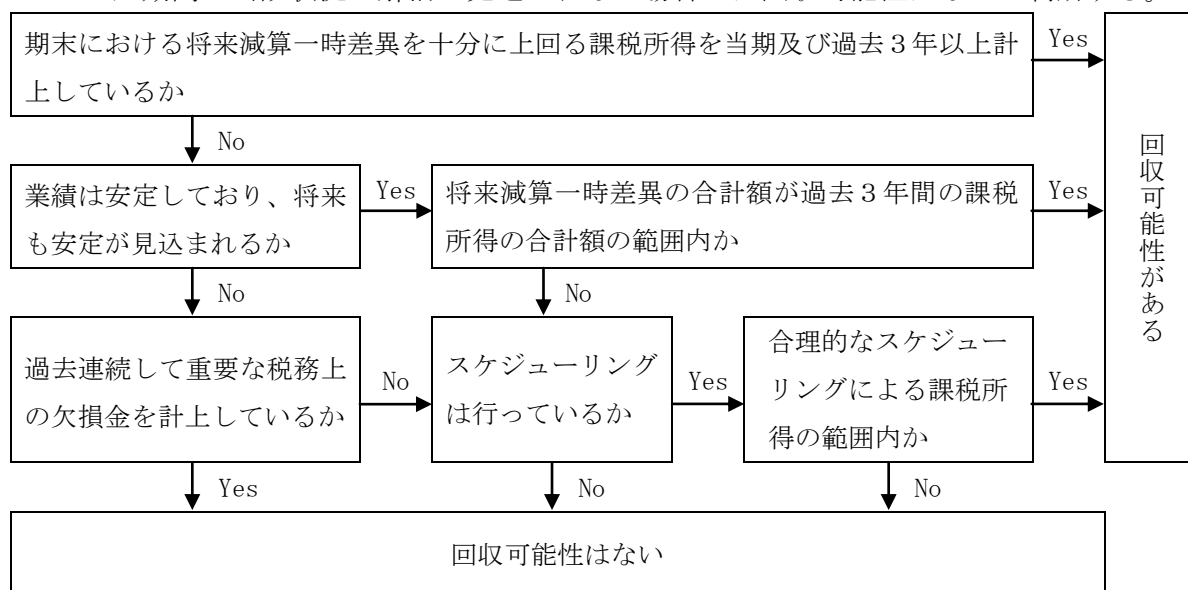 期末における将来減算一時差異を十分に上回る課税所得を当期及び過去３年以上計
上しているか
Yes
No
回収可能性がある
業績は安定しており、将来
も安定が見込まれるか
Yes
将来減算一時差異の合計額が過去３年間の課税
所得の合計額の範囲内か
Yes
No
No
過去連続して重要な税務上
の欠損金を計上しているか
No
スケジューリング
は行っているか
Yes
合理的なスケジュー
リングによる課税所
得の範囲内か
Yes
Yes
No
No
回収可能性はない